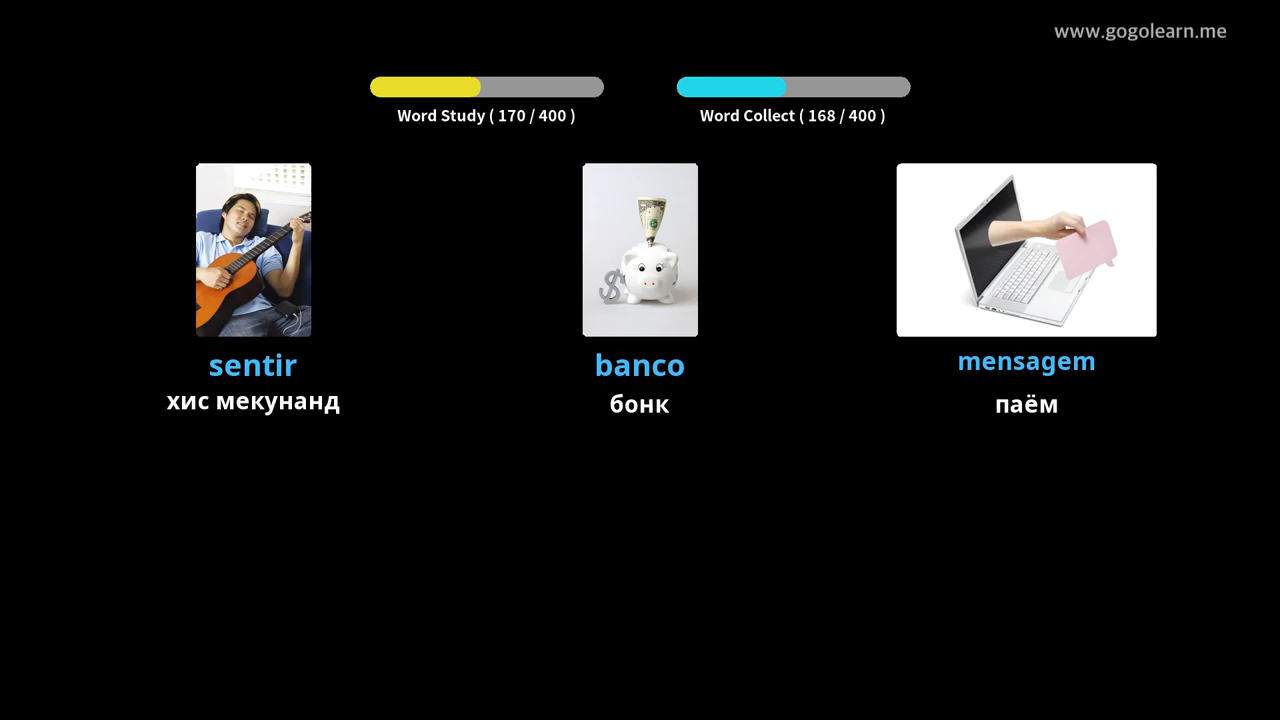 www.gogolearn.me
Word Study ( 170 / 400 )
Word Collect ( 168 / 400 )
sentir
хис мекунанд
banco
бонк
mensagem
паём